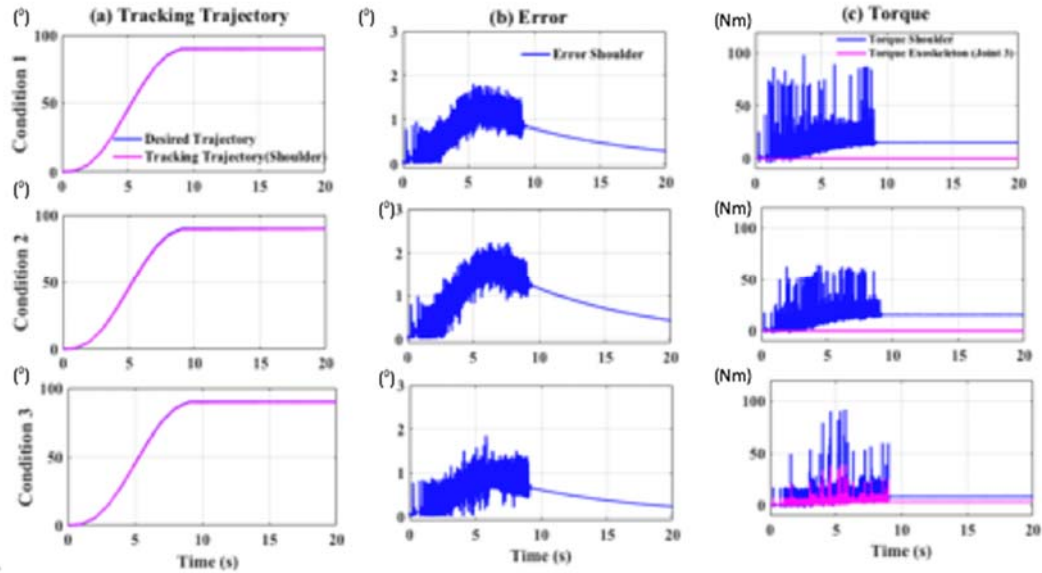 (°) (a) Tracking Trajectory (°) (b) Error (Nm) (c) Torque
Condition 1
100
50
0
Desired Trajectory
Tracking Trajectory(Shoulder)
0 5 10 15 20
3
2
1
0
Error Shoulder
0 5 10 15 20
100
50
0
Torque Shoulder
Torque Exoskeleton (Joint 3)
0 5 10 15 20
(°) (°) (Nm)
Condition 2
100
50
0
0 5 10 15 20
3
2
1
0
0 5 10 15 20
100
50
0
0 5 10 15 20
(°) (°) (Nm)
Condition 3
100
50
0
0 5 10 15 20
Time (s)
3
2
1
0
0 5 10 15 20
Time (s)
100
50
0
0 5 10 15 20
Time (s)